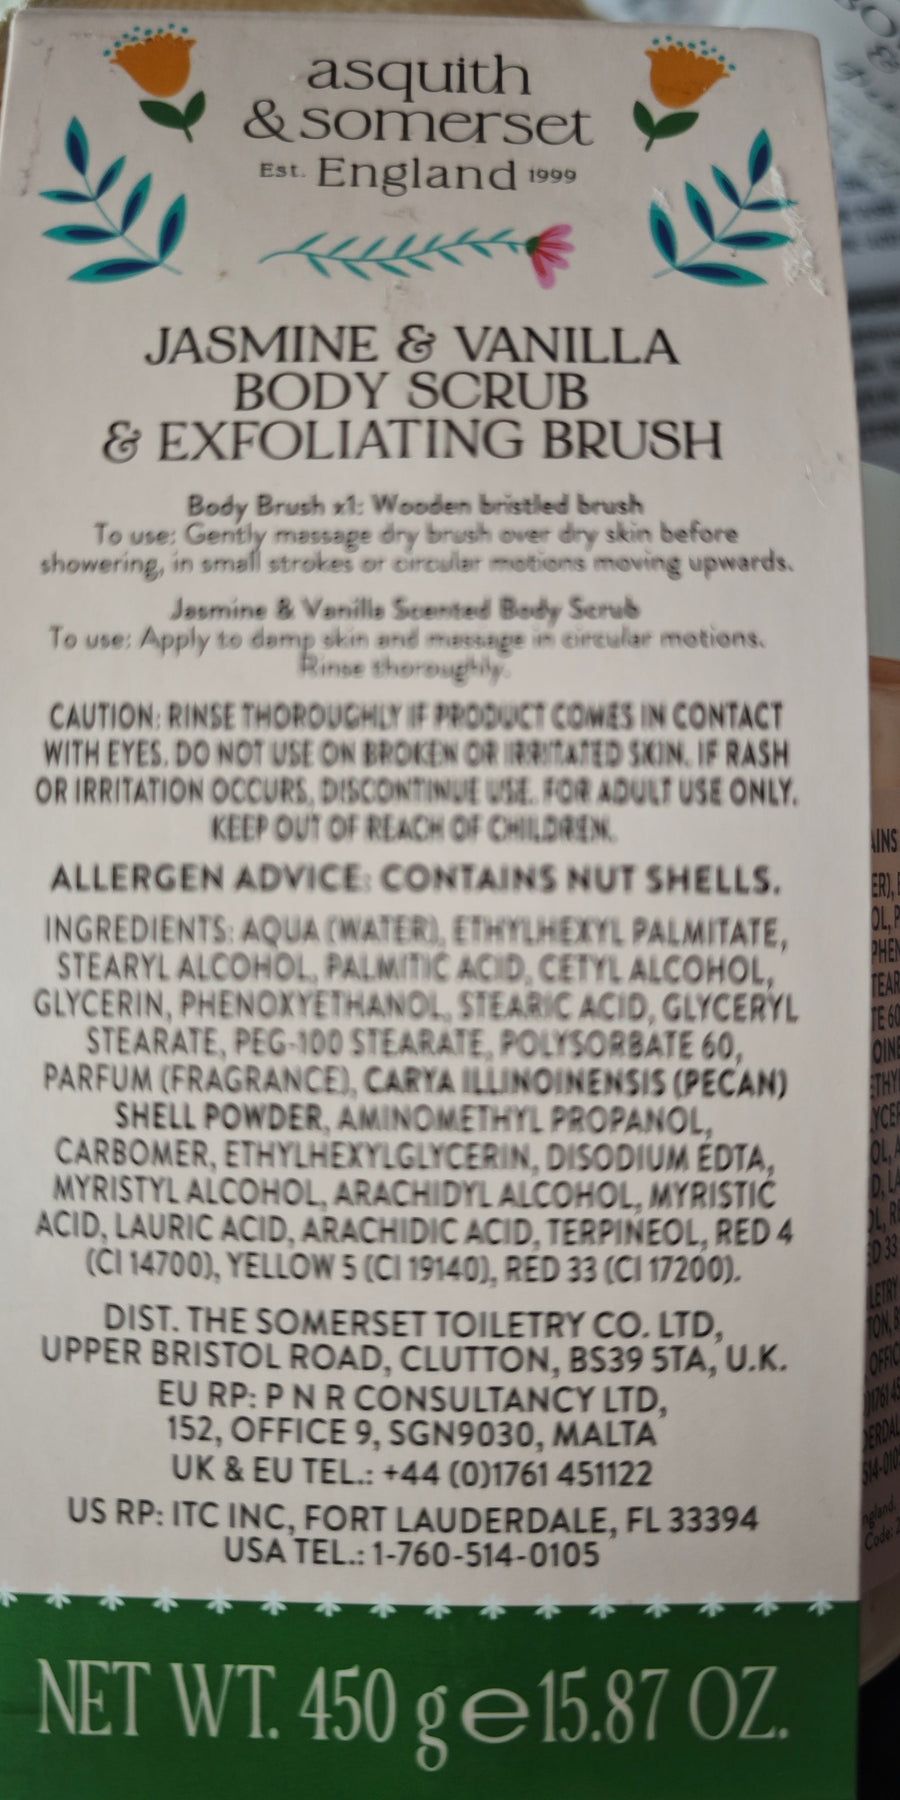 asquith
& somerset
Est. England 1999
JASMINE & VANILLA
BODY SCRUB
& EXFOLIATING BRUSH
Body Brush x1: Wooden bristled brush
To use: Gently massage dry brush over dry skin before
showering, in small strokes or circular motions moving upwards.
Jasmine & Vanilla Scented Body Scrub
To use: Apply to damp skin and massage in circular motions.
Rinse thoroughly.
CAUTION: RINSE THOROUGHLY IF PRODUCT COMES IN CONTACT
WITH EYES. DO NOT USE ON BROKEN OR IRRITATED SKIN. IF RASH
OR IRRITATION OCCURS, DISCONTINUE USE. FOR ADULT USE ONLY.
KEEP OUT OF REACH OF CHILDREN.
ALLERGEN ADVICE: CONTAINS NUT SHELLS.
INGREDIENTS: AQUA (WATER), ETHYLHEXYL PALMITATE,
STEARYL ALCOHOL, PALMITIC ACID, CETYL ALCOHOL,
GLYCERIN, PHENOXYETHANOL, STEARIC ACID, GLYCERYL
STEARATE, PEG-100 STEARATE, POLYSORBATE 60,
PARFUM (FRAGRANCE), CARYA ILLINOINENSIS (PECAN)
SHELL POWDER, AMINOMETHYL PROPANOL,
CARBOMER, ETHYLHEXYLGLYCERIN, DISODIUM EDTA,
MYRISTYL ALCOHOL, ARACHIDYL ALCOHOL, MYRISTIC
ACID, LAURIC ACID, ARACHIDIC ACID, TERPINEOL, RED 4
(CI 14700), YELLOW 5 (CI 19140), RED 33 (CI 17200).
DIST. THE SOMERSET TOILETRY CO. LTD,
UPPER BRISTOL ROAD, CLUTTON, BS39 5TA, U.K.
EU RP: P N R CONSULTANCY LTD,
152, OFFICE 9, SGN9030, MALTA
UK & EU TEL.: +44 (0)1761 451122
US RP: ITC INC, FORT LAUDERDALE, FL 33394
USA TEL.: 1-760-514-0105
NET WT. 450 g e 15.87 OZ.